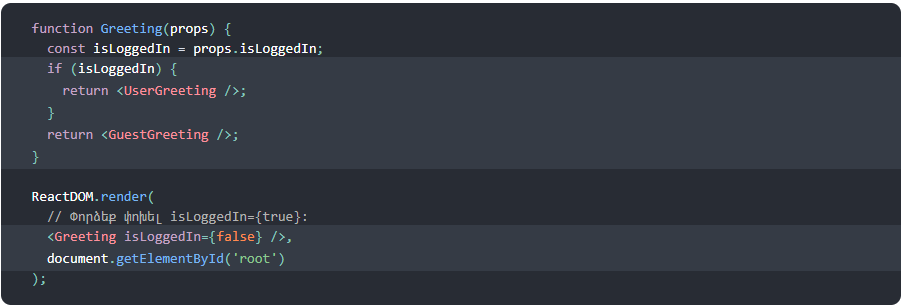 function Greeting(props) {
  const isLoggedIn = props.isLoggedIn;
  if (isLoggedIn) {
    return <UserGreeting />;
  }
  return <GuestGreeting />;
}

ReactDOM.render(
  // Փորձեք փոխել isLoggedIn={true}:
  <Greeting isLoggedIn={false} />,
  document.getElementById('root')
);